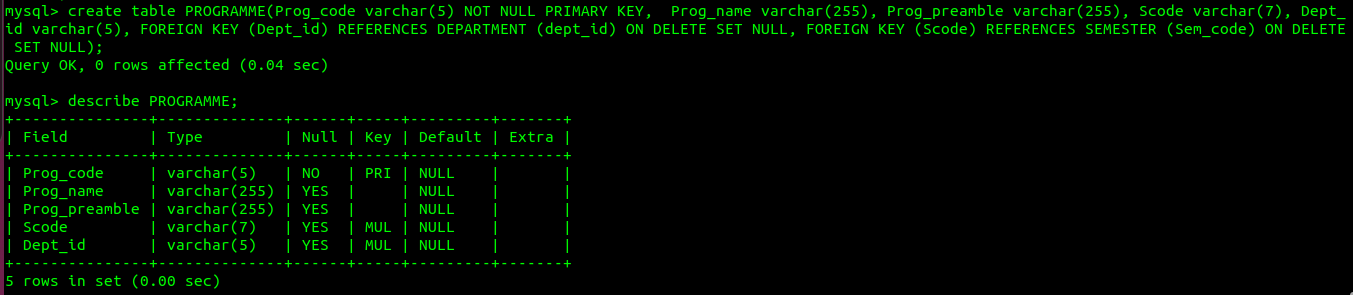 mysql> create table PROGRAMME(Prog_code varchar(5) NOT NULL PRIMARY KEY,  Prog_name varchar(255), Prog_preamble varchar(255), Scode varchar(7), Dept_
id varchar(5), FOREIGN KEY (Dept_id) REFERENCES DEPARTMENT (dept_id) ON DELETE SET NULL, FOREIGN KEY (Scode) REFERENCES SEMESTER (Sem_code) ON DELETE
 SET NULL);
Query OK, 0 rows affected (0.04 sec)

mysql> describe PROGRAMME;
+---------------+--------------+------+-----+---------+-------+
| Field         | Type         | Null | Key | Default | Extra |
+---------------+--------------+------+-----+---------+-------+
| Prog_code     | varchar(5)   | NO   | PRI | NULL    |       |
| Prog_name     | varchar(255) | YES  |     | NULL    |       |
| Prog_preamble | varchar(255) | YES  |     | NULL    |       |
| Scode         | varchar(7)   | YES  | MUL | NULL    |       |
| Dept_id       | varchar(5)   | YES  | MUL | NULL    |       |
+---------------+--------------+------+-----+---------+-------+
5 rows in set (0.00 sec)